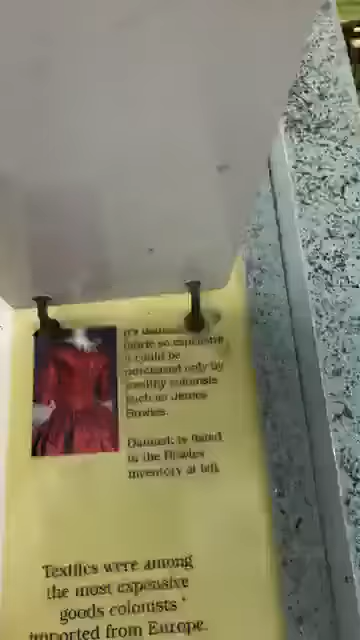 fabric so expensive
it could be
purchased only by
wealthy colonists
such as James
Bowles.
Damask is listed
in the Bowles
inventory at left
Textiles were among
the most expensive
goods colonists
imported from Europe.